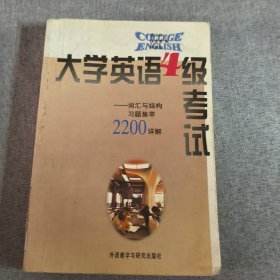 COLLEGE
ENGLISH
大学英语4级
考试
——词汇与结构
习题集萃
2200详解
外语教学与研究出版社